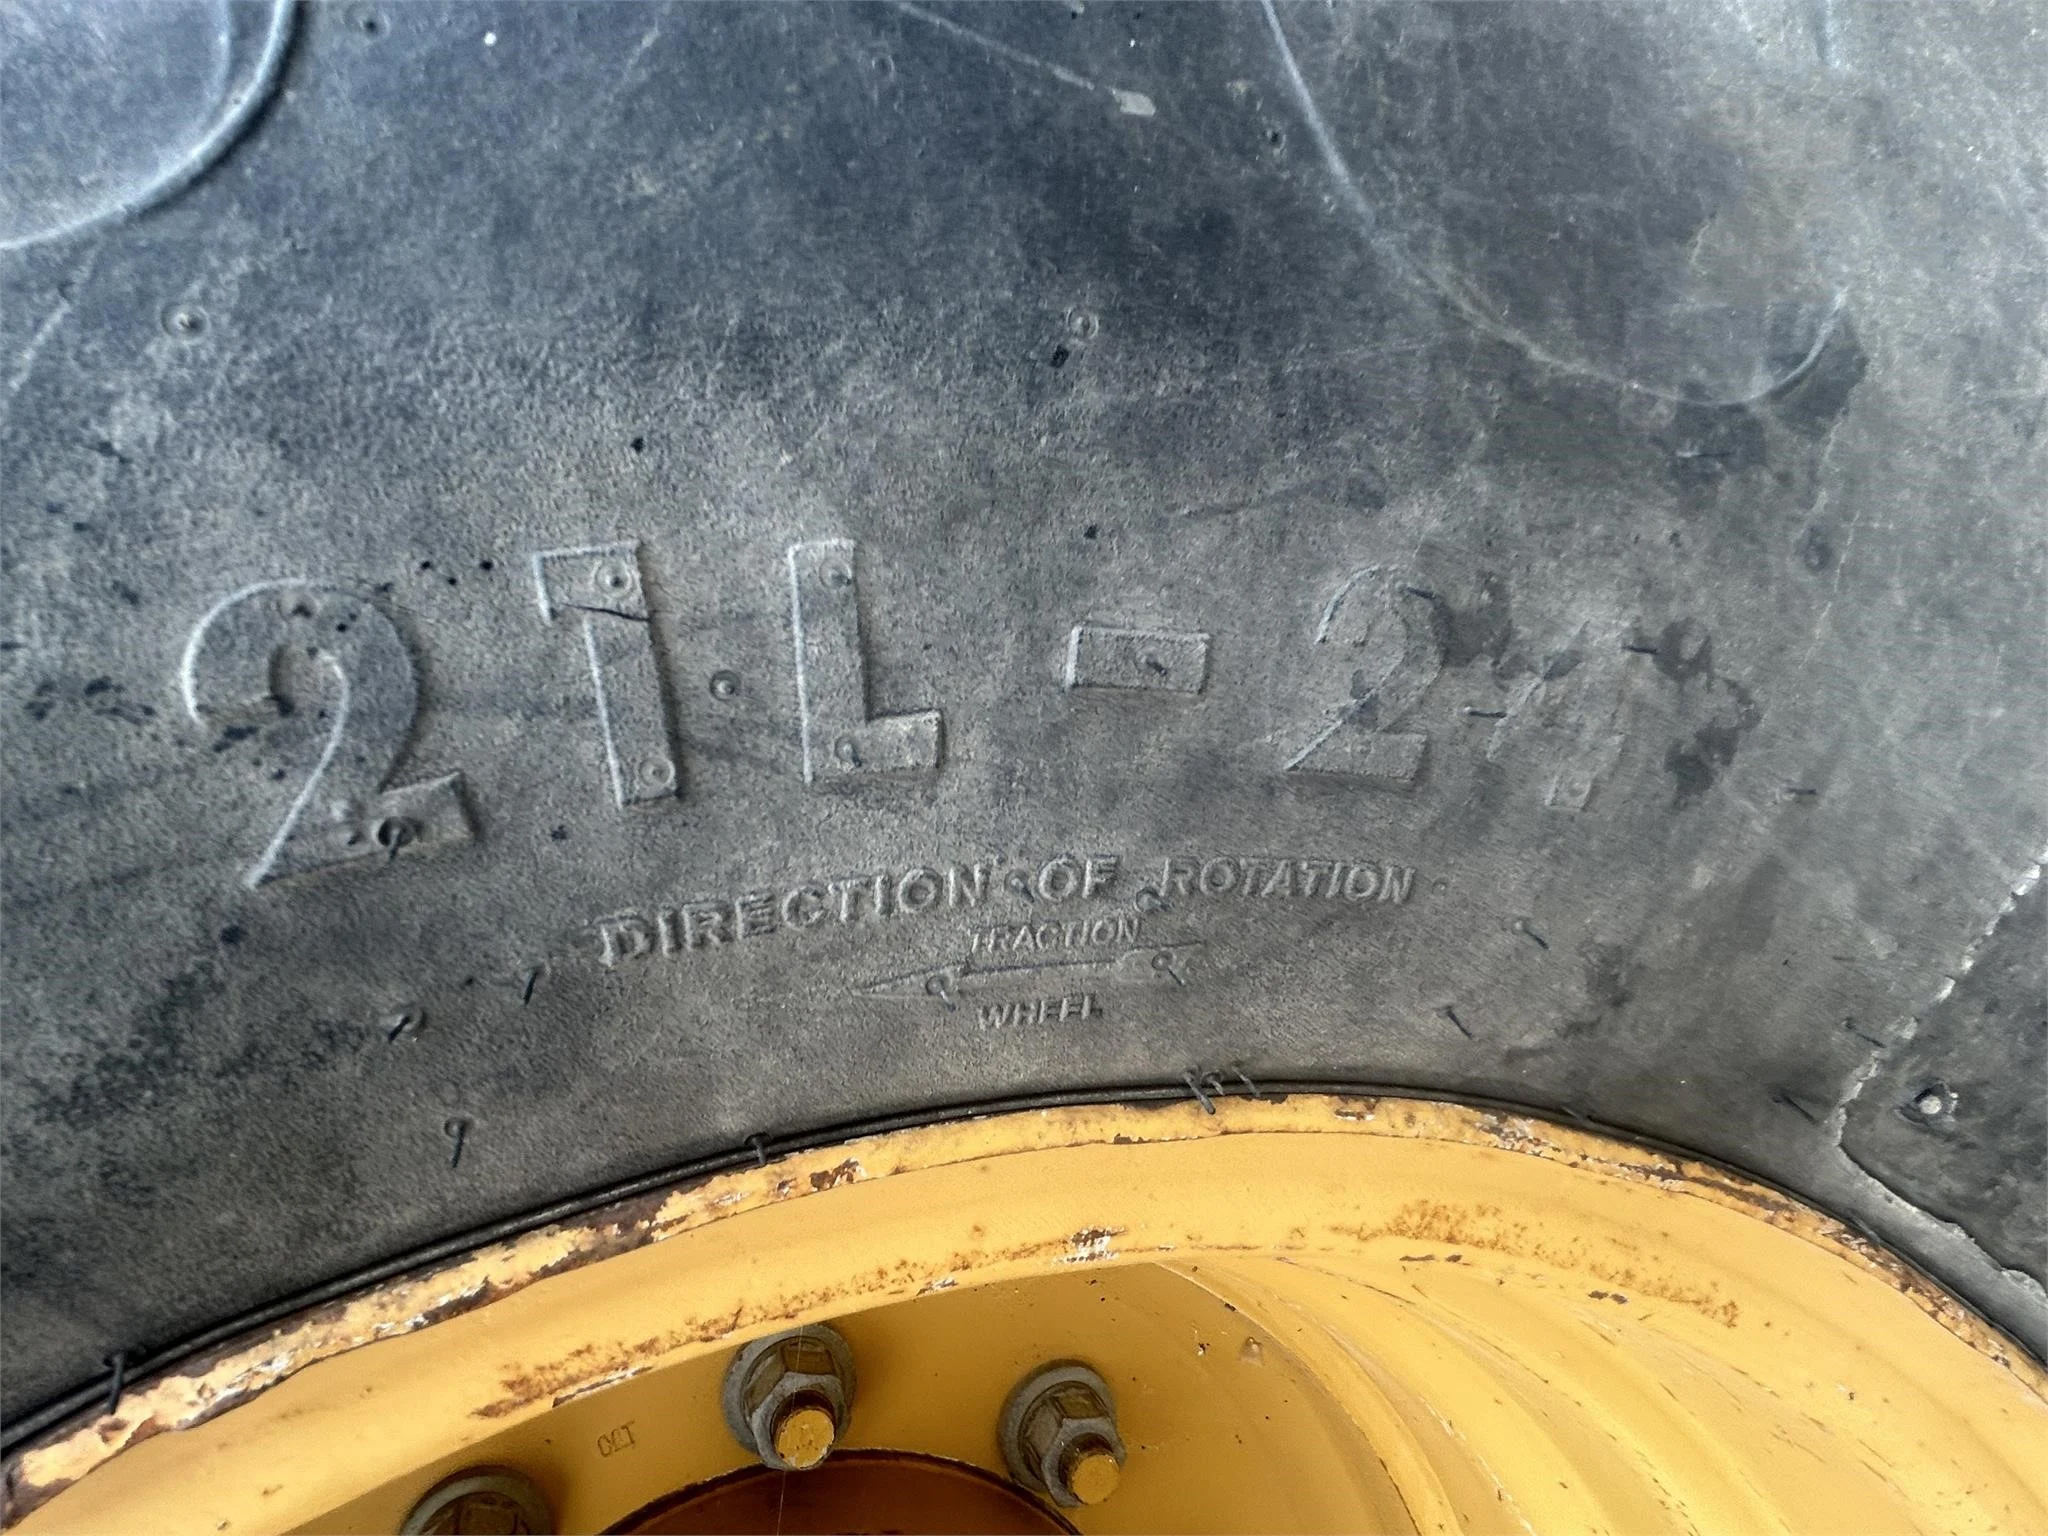 21L-24
DIRECTION OF ROTATION
TRACTION
WHEEL